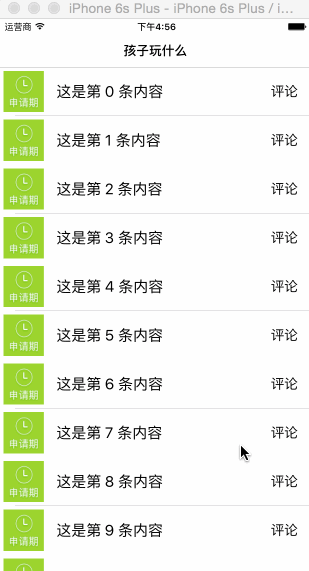 iPhone 6s Plus - iPhone 6s Plus / i...
运营商 下午4:56
孩子玩什么
申请期 这是第 0 条内容 评论
申请期 这是第 1 条内容 评论
申请期 这是第 2 条内容 评论
申请期 这是第 3 条内容 评论
申请期 这是第 4 条内容 评论
申请期 这是第 5 条内容 评论
申请期 这是第 6 条内容 评论
申请期 这是第 7 条内容 评论
申请期 这是第 8 条内容 评论
申请期 这是第 9 条内容 评论